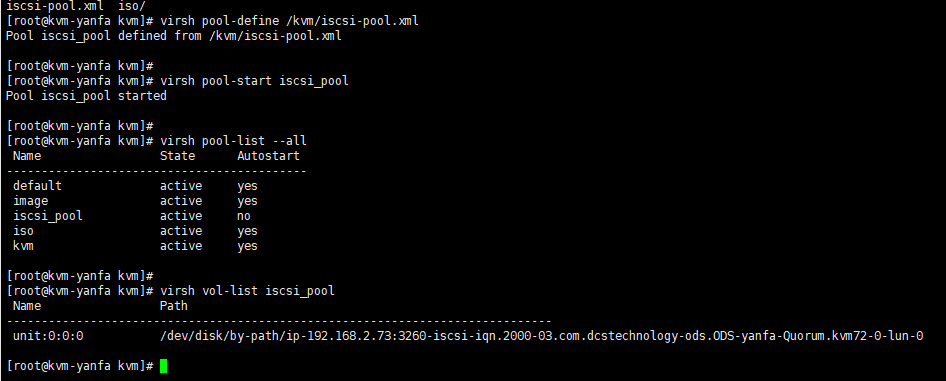 iscsi-pool.xml  iso/
[root@kvm-yanfa kvm]# virsh pool-define /kvm/iscsi-pool.xml
Pool iscsi_pool defined from /kvm/iscsi-pool.xml
[root@kvm-yanfa kvm]#
[root@kvm-yanfa kvm]# virsh pool-start iscsi_pool
Pool iscsi_pool started
[root@kvm-yanfa kvm]#
[root@kvm-yanfa kvm]# virsh pool-list --all
 Name                 State      Autostart
-------------------------------------------
 default              active     yes
 image                active     yes
 iscsi_pool           active     no
 iso                  active     yes
 kvm                  active     yes
[root@kvm-yanfa kvm]#
[root@kvm-yanfa kvm]# virsh vol-list iscsi_pool
 Name                 Path
------------------------------------------------------------------------------
 unit:0:0:0           /dev/disk/by-path/ip-192.168.2.73:3260-iscsi-iqn.2000-03.com.dcstechnology-ods.ODS-yanfa-Quorum.kvm72-0-lun-0
[root@kvm-yanfa kvm]#